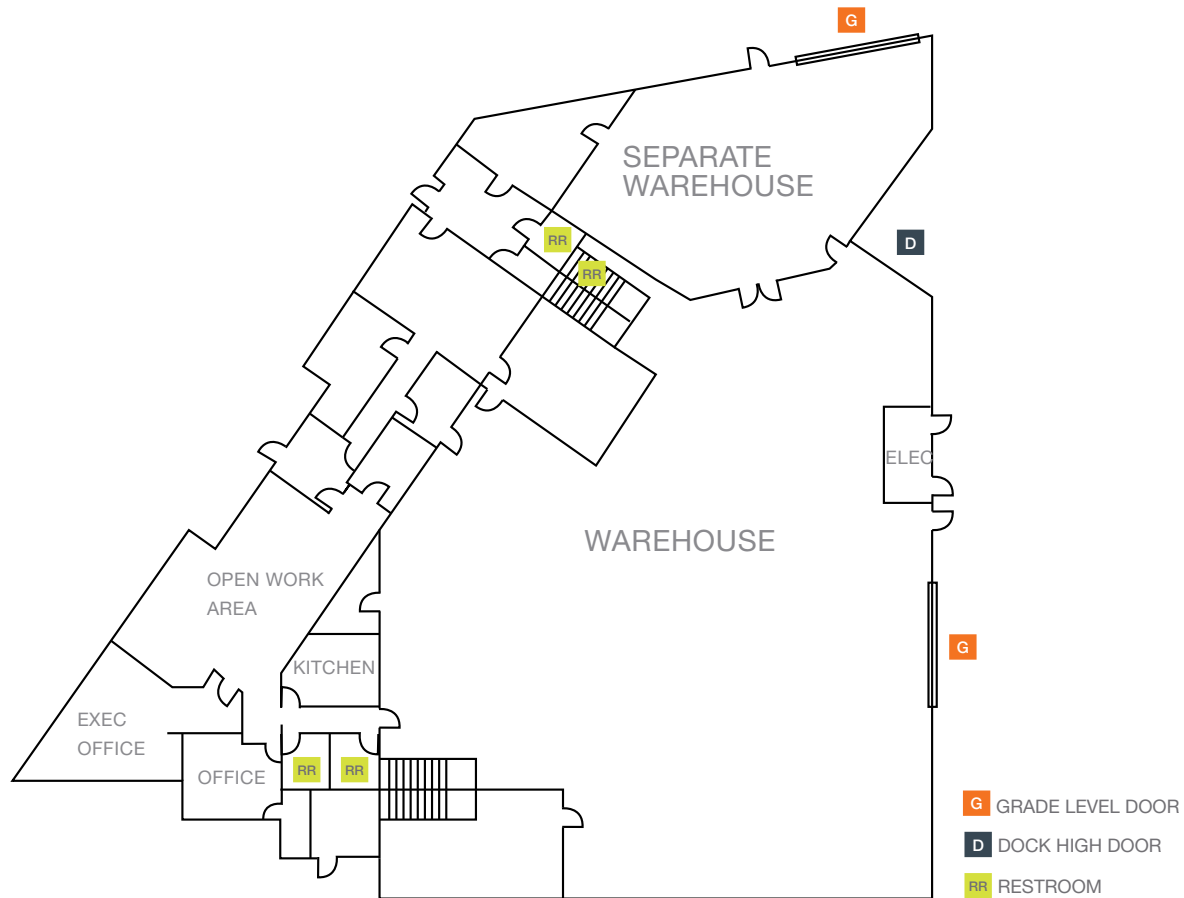 G
SEPARATE
WAREHOUSE
RR
D
RR
ELEC
WAREHOUSE
OPEN WORK
AREA
G
KITCHEN
EXEC
OFFICE
OFFICE
RR
RR
G GRADE LEVEL DOOR
D DOCK HIGH DOOR
RR RESTROOM